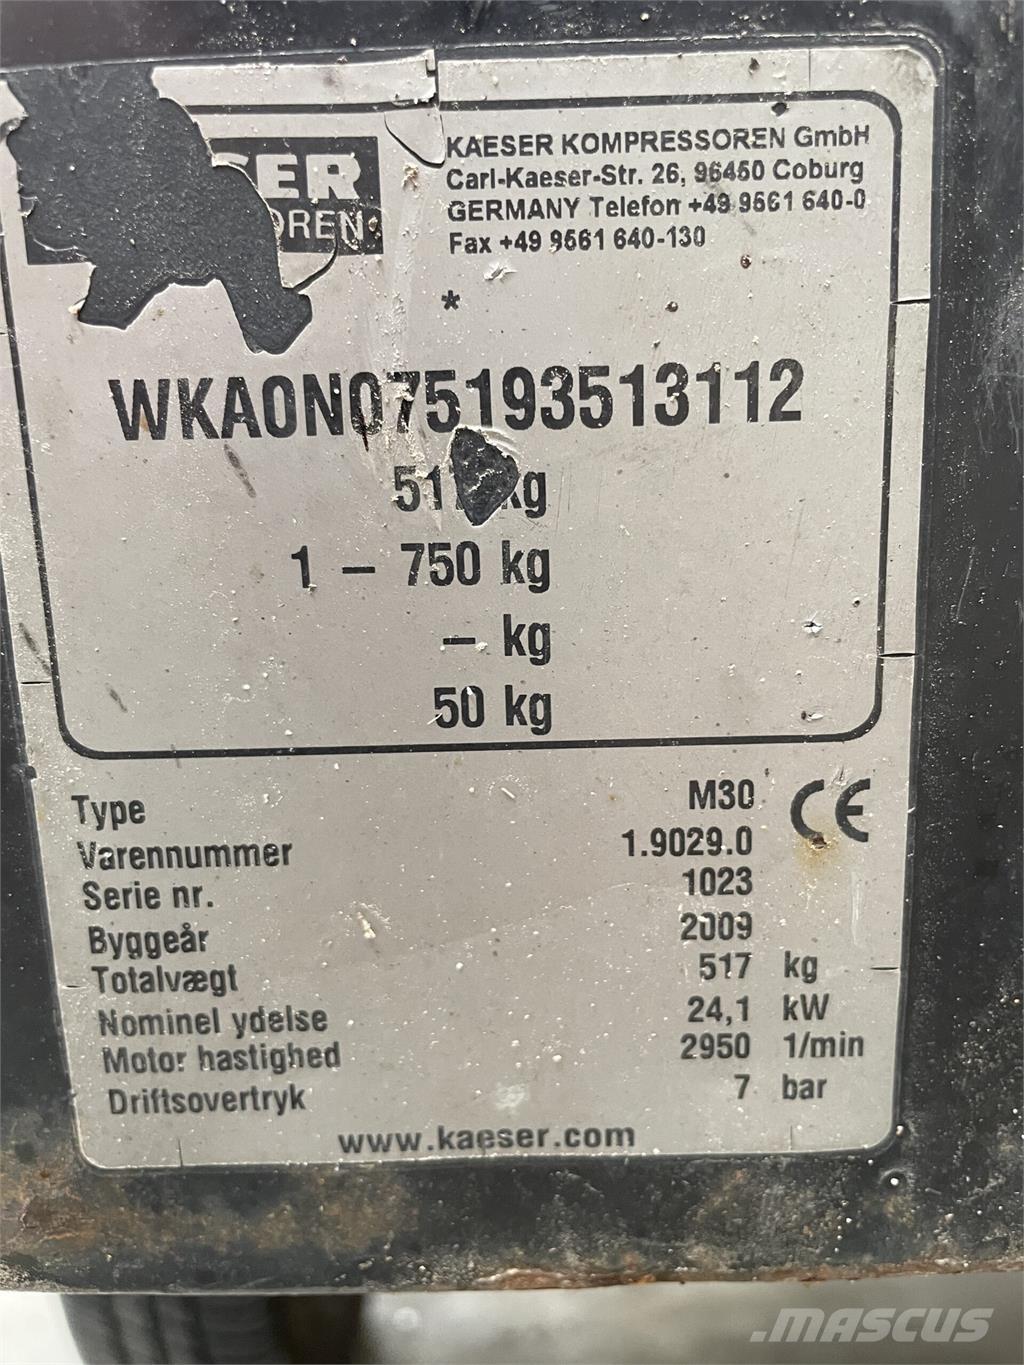 KAESER KOMPRESSOREN GmbH
Carl-Kaeser-Str. 26, 96450 Coburg
GERMANY Telefon +49 9561 640-0
Fax +49 9561 640-130
*
WKA0N075193513112
kg
1 – 750 kg
– kg
50 kg
Type M30 CE
Varennummer 1.9029.0
Serie nr. 1023
Byggeår 2009
Totalvægt 517 kg
Nominel ydelse 24,1 kW
Motor hastighed 2950 1/min
Driftsovertryk 7 bar
www.kaeser.com
MASCUS